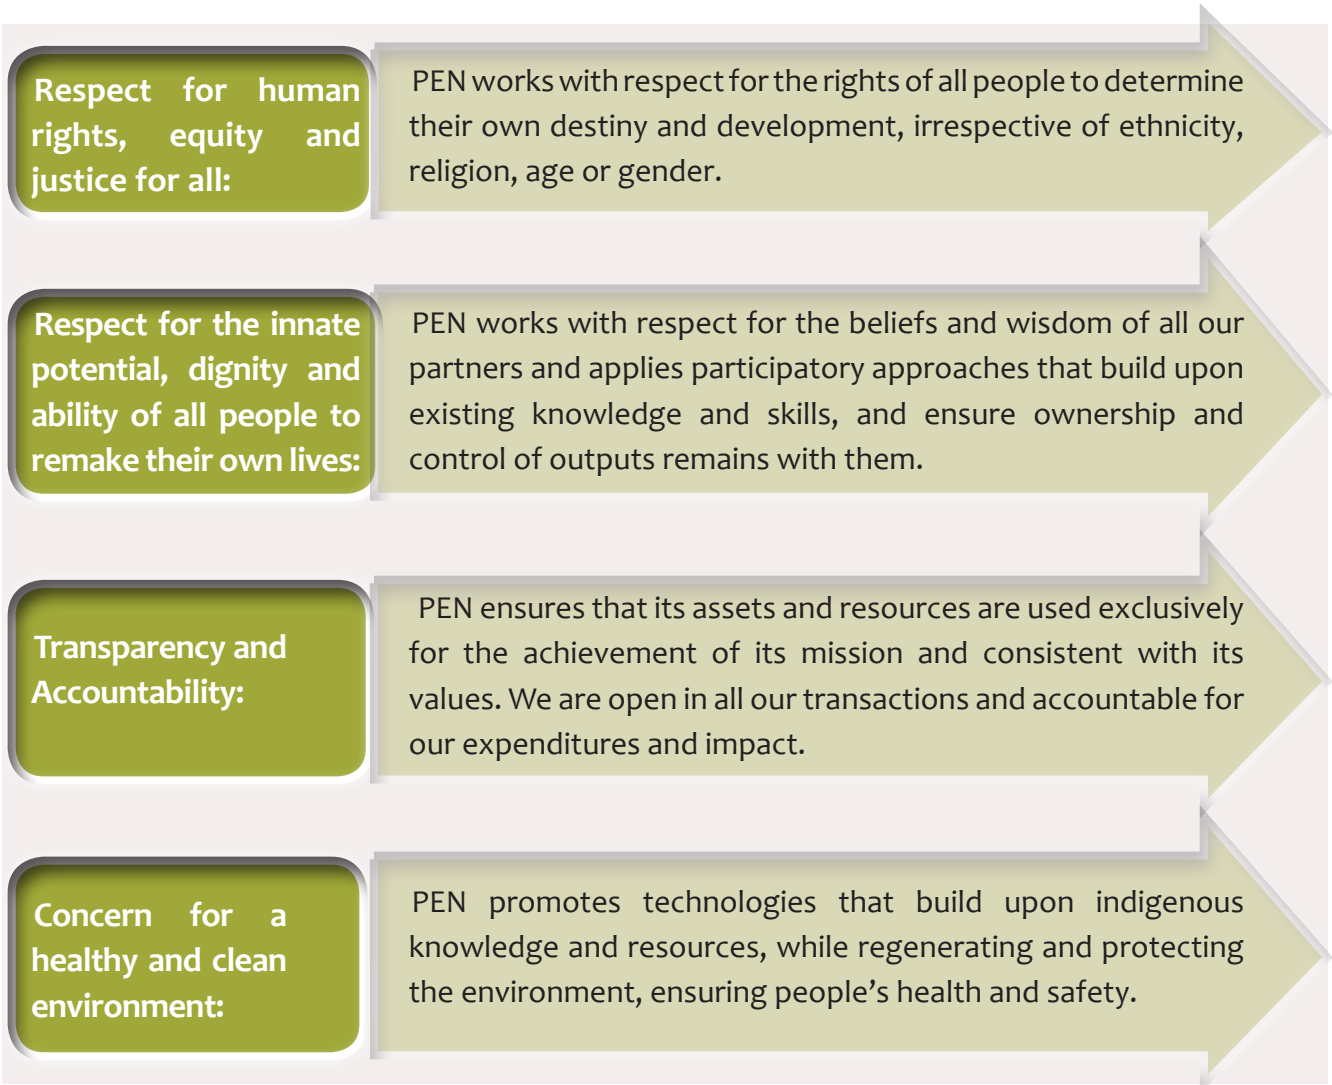 Respect for human
rights, equity and
justice for all:
PEN works with respect for the rights of all people to determine
their own destiny and development, irrespective of ethnicity,
religion, age or gender.
Respect for the innate
potential, dignity and
ability of all people to
remake their own lives:
PEN works with respect for the beliefs and wisdom of all our
partners and applies participatory approaches that build upon
existing knowledge and skills, and ensure ownership and
control of outputs remains with them.
Transparency and
Accountability:
PEN ensures that its assets and resources are used exclusively
for the achievement of its mission and consistent with its
values. We are open in all our transactions and accountable for
our expenditures and impact.
Concern for a
healthy and clean
environment:
PEN promotes technologies that build upon indigenous
knowledge and resources, while regenerating and protecting
the environment, ensuring people’s health and safety.